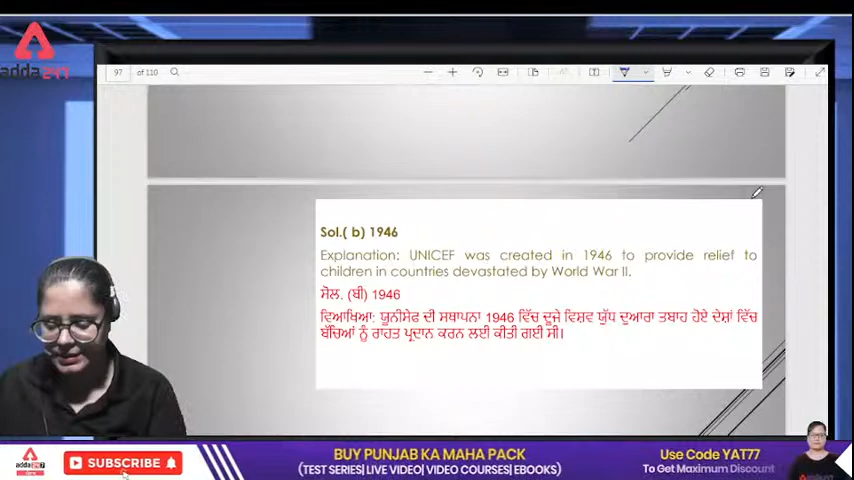 adda247
97 of 110
Sol.( b) 1946
Explanation: UNICEF was created in 1946 to provide relief to
children in countries devastated by World War II.
ਸੋਲ. (ਬੀ) 1946
ਵਿਆਖਿਆ: ਯੂਨੀਸੇਫ ਦੀ ਸਥਾਪਨਾ 1946 ਵਿੱਚ ਦੂਜੇ ਵਿਸ਼ਵ ਯੁੱਧ ਦੁਆਰਾ ਤਬਾਹ ਹੋਏ ਦੇਸ਼ਾਂ ਵਿੱਚ
ਬੱਚਿਆਂ ਨੂੰ ਰਾਹਤ ਪ੍ਰਦਾਨ ਕਰਨ ਲਈ ਕੀਤੀ ਗਈ ਸੀ।
adda247
SUBSCRIBE
BUY PUNJAB KA MAHA PACK
(TEST SERIES| LIVE VIDEO| VIDEO COURSES| EBOOKS)
Use Code YAT77
To Get Maximum Discount